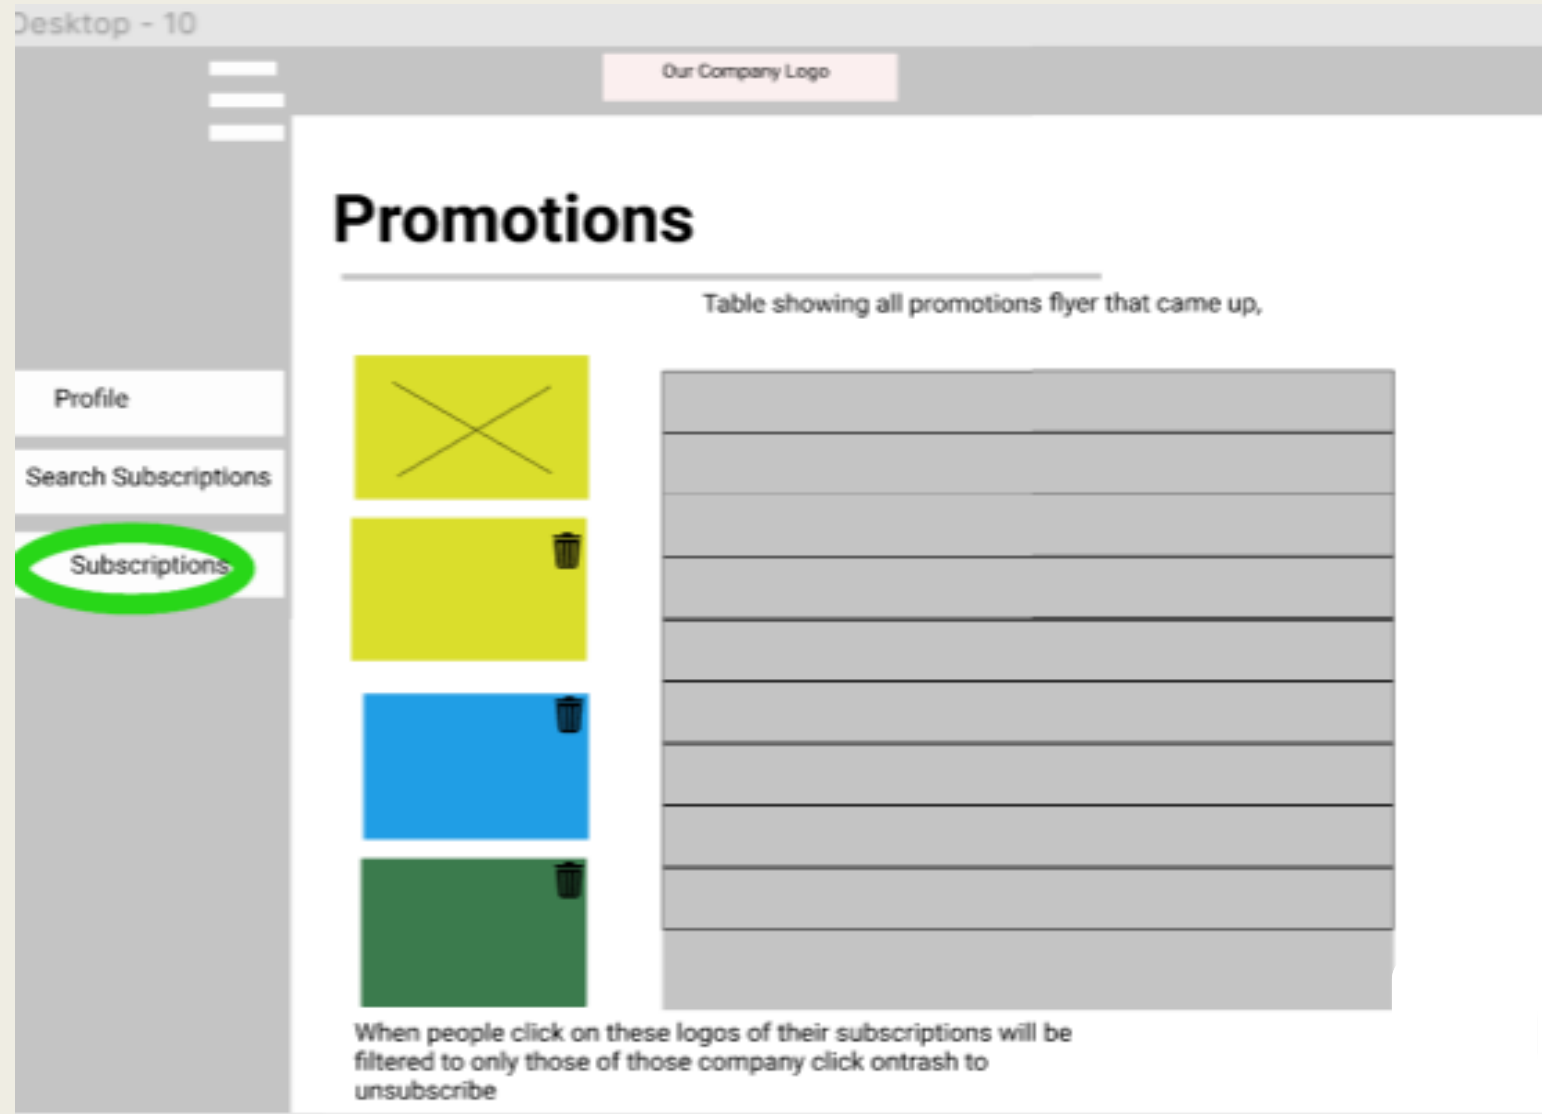 Desktop - 10
Our Company Logo
Promotions
Table showing all promotions flyer that came up,
Profile
Search Subscriptions
Subscriptions
When people click on these logos of their subscriptions will be
filtered to only those of those company click ontrash to
unsubscribe